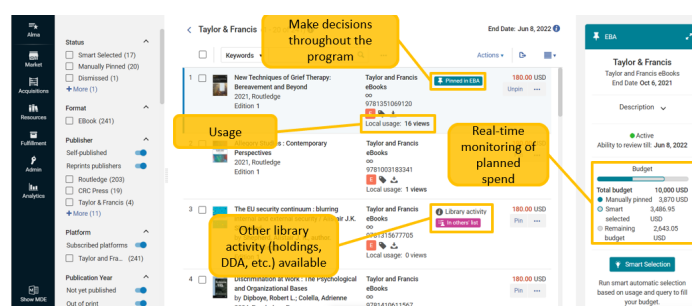 Alma
Market
Acquisitions
Resources
Fulfillment
Admin
Analytics
Show MDE
Status
Smart Selected (17)
Manually Pinned (20)
Dismissed (1)
+ More (1)
Format
EBook (241)
Publisher
Self-published
Reprints publishers
Routledge (203)
CRC Press (19)
Taylor & Francis (4)
+ More (11)
Platform
Subscribed platforms
Taylor and Fra... (241)
Publication Year
Not yet published
Out of print
Taylor & Francis
End Date: Jun 8, 2022
Keywords
Actions
Make decisions
throughout the
program
1
New Techniques of Grief Therapy:
Bereavement and Beyond
2021, Routledge
Edition 1
Taylor and Francis
eBooks
9781351069120
E
Local usage: 16 views
Pinned in EBA
180.00 USD
Unpin
Usage
: Contemporary
Perspectives
2021, Routledge
Edition 1
Taylor and Francis
eBooks
9781003183341
E
Local usage: 1 views
Real-time
monitoring of
planned
spend
3
The EU security continuum : blurring
J.K.
Taylor and Francis
eBooks
9781315677705
Local usage: 0 views
Library activity
In others' list
180.00 USD
Pin
Other library
activity (holdings,
DDA, etc.) available
4
Discrimination at Work : The Psychological
and Organizational Bases
by Dipboye, Robert L.; Colella, Adrienne
Taylor and Francis
eBooks
9781410611567
180.00 USD
Pin
EBA
Taylor & Francis
Taylor and Francis eBooks
End Date Oct 6, 2021
Description
Active
Ability to review till: Jun 8, 2022
Budget
Total budget 10,000 USD
Manually pinned 3,870 USD
Smart 3,486.95
selected USD
Remaining 2,643.05
budget USD
Smart Selection
Run smart automatic selection
based on usage and query to fill
your budget.